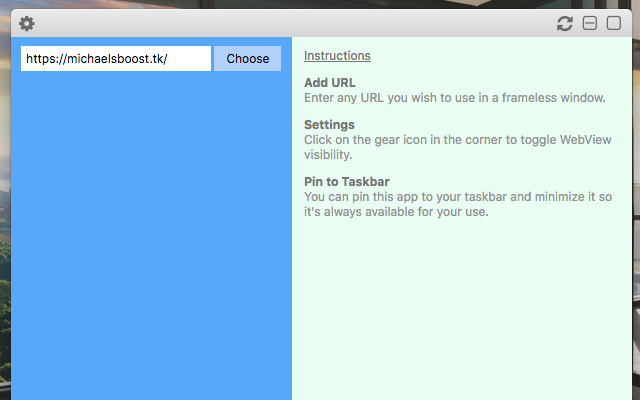 https://michaelsboost.tk/
Choose
Instructions
Add URL
Enter any URL you wish to use in a frameless window.
Settings
Click on the gear icon in the corner to toggle WebView
visibility.
Pin to Taskbar
You can pin this app to your taskbar and minimize it so
it's always available for your use.